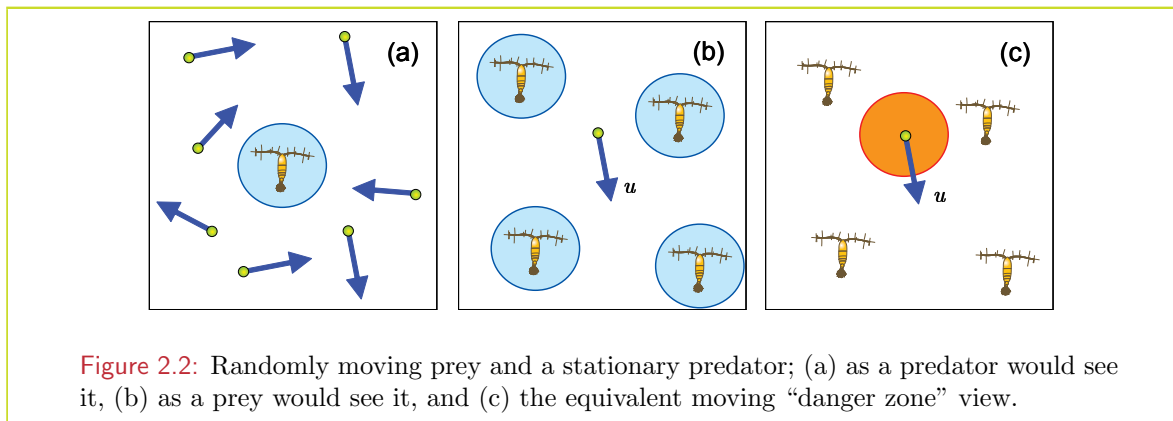 (a)
(b)
(c)
u
u
Figure 2.2: Randomly moving prey and a stationary predator; (a) as a predator would see
it, (b) as a prey would see it, and (c) the equivalent moving “danger zone” view.